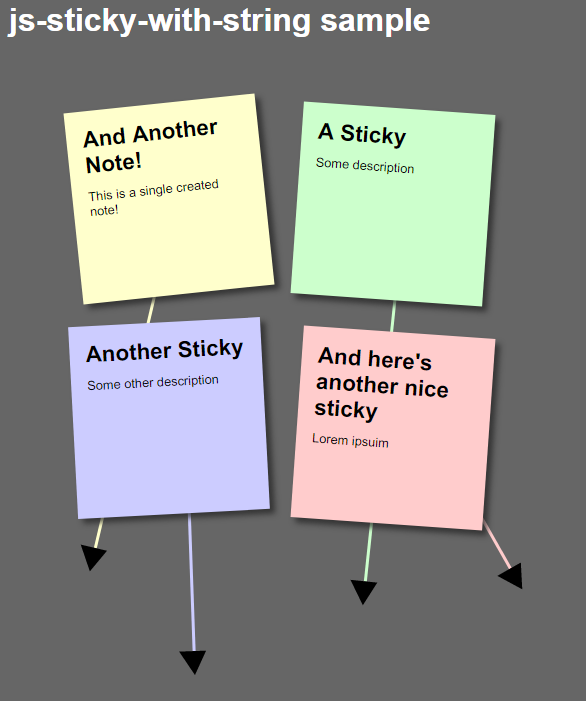 js-sticky-with-string sample
And Another
Note!
This is a single created
note!
A Sticky
Some description
Another Sticky
Some other description
And here's
another nice
sticky
Lorem ipsuim